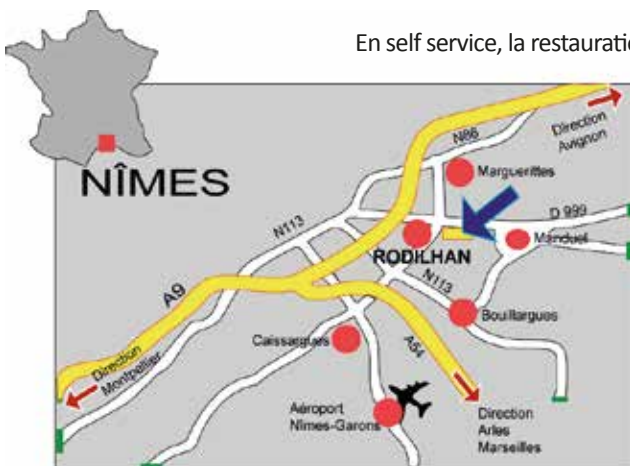 En self service, la restauratio
NÎMES
N86
Direction
Avignon
Marguerittes
N113
D 999
RODILHAN
Manduel
A9
N113
Bouillargues
Caissargues
A54
Direction
Montpellier
Aéroport
Nîmes-Garons
Direction
Arles
Marseilles